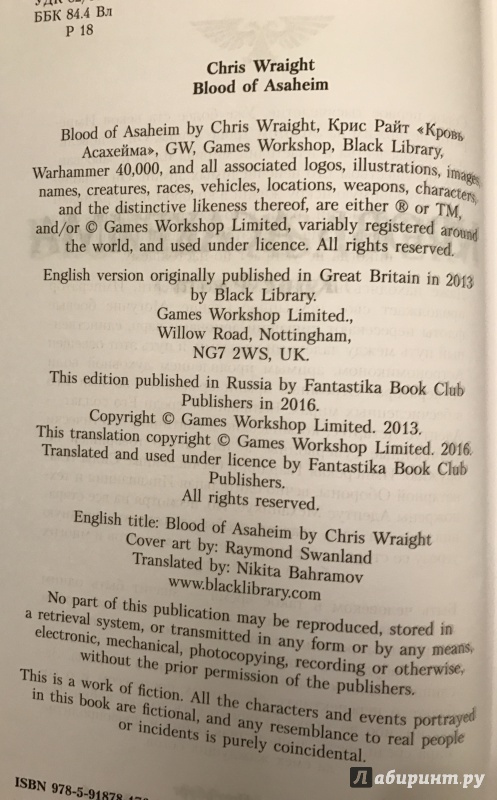 ББК 84.4 Вл
Р 18
Chris Wraight
Blood of Asaheim
Blood of Asaheim by Chris Wraight, Крис Райт «Кровь
Асахейма», GW, Games Workshop, Black Library,
Warhammer 40,000, and all associated logos, illustrations, images,
names, creatures, races, vehicles, locations, weapons, characters,
and the distinctive likeness thereof, are either ® or TM,
and/or © Games Workshop Limited, variably registered around
the world, and used under licence. All rights reserved.
English version originally published in Great Britain in 2013
by Black Library.
Games Workshop Limited.,
Willow Road, Nottingham,
NG7 2WS, UK.
This edition published in Russia by Fantastika Book Club
Publishers in 2016.
Copyright © Games Workshop Limited. 2013.
This translation copyright © Games Workshop Limited. 2016.
Translated and used under licence by Fantastika Book Club
Publishers.
All rights reserved.
English title: Blood of Asaheim by Chris Wraight
Cover art by: Raymond Swanland
Translated by: Nikita Bahramov
www.blacklibrary.com
No part of this publication may be reproduced, stored in
a retrieval system, or transmitted in any form or by any means,
electronic, mechanical, photocopying, recording or otherwise,
without the prior permission of the publishers.
This is a work of fiction. All the characters and events portrayed
in this book are fictional, and any resemblance to real people
or incidents is purely coincidental.
ISBN 978-5-91878-
Лабиринт.ру